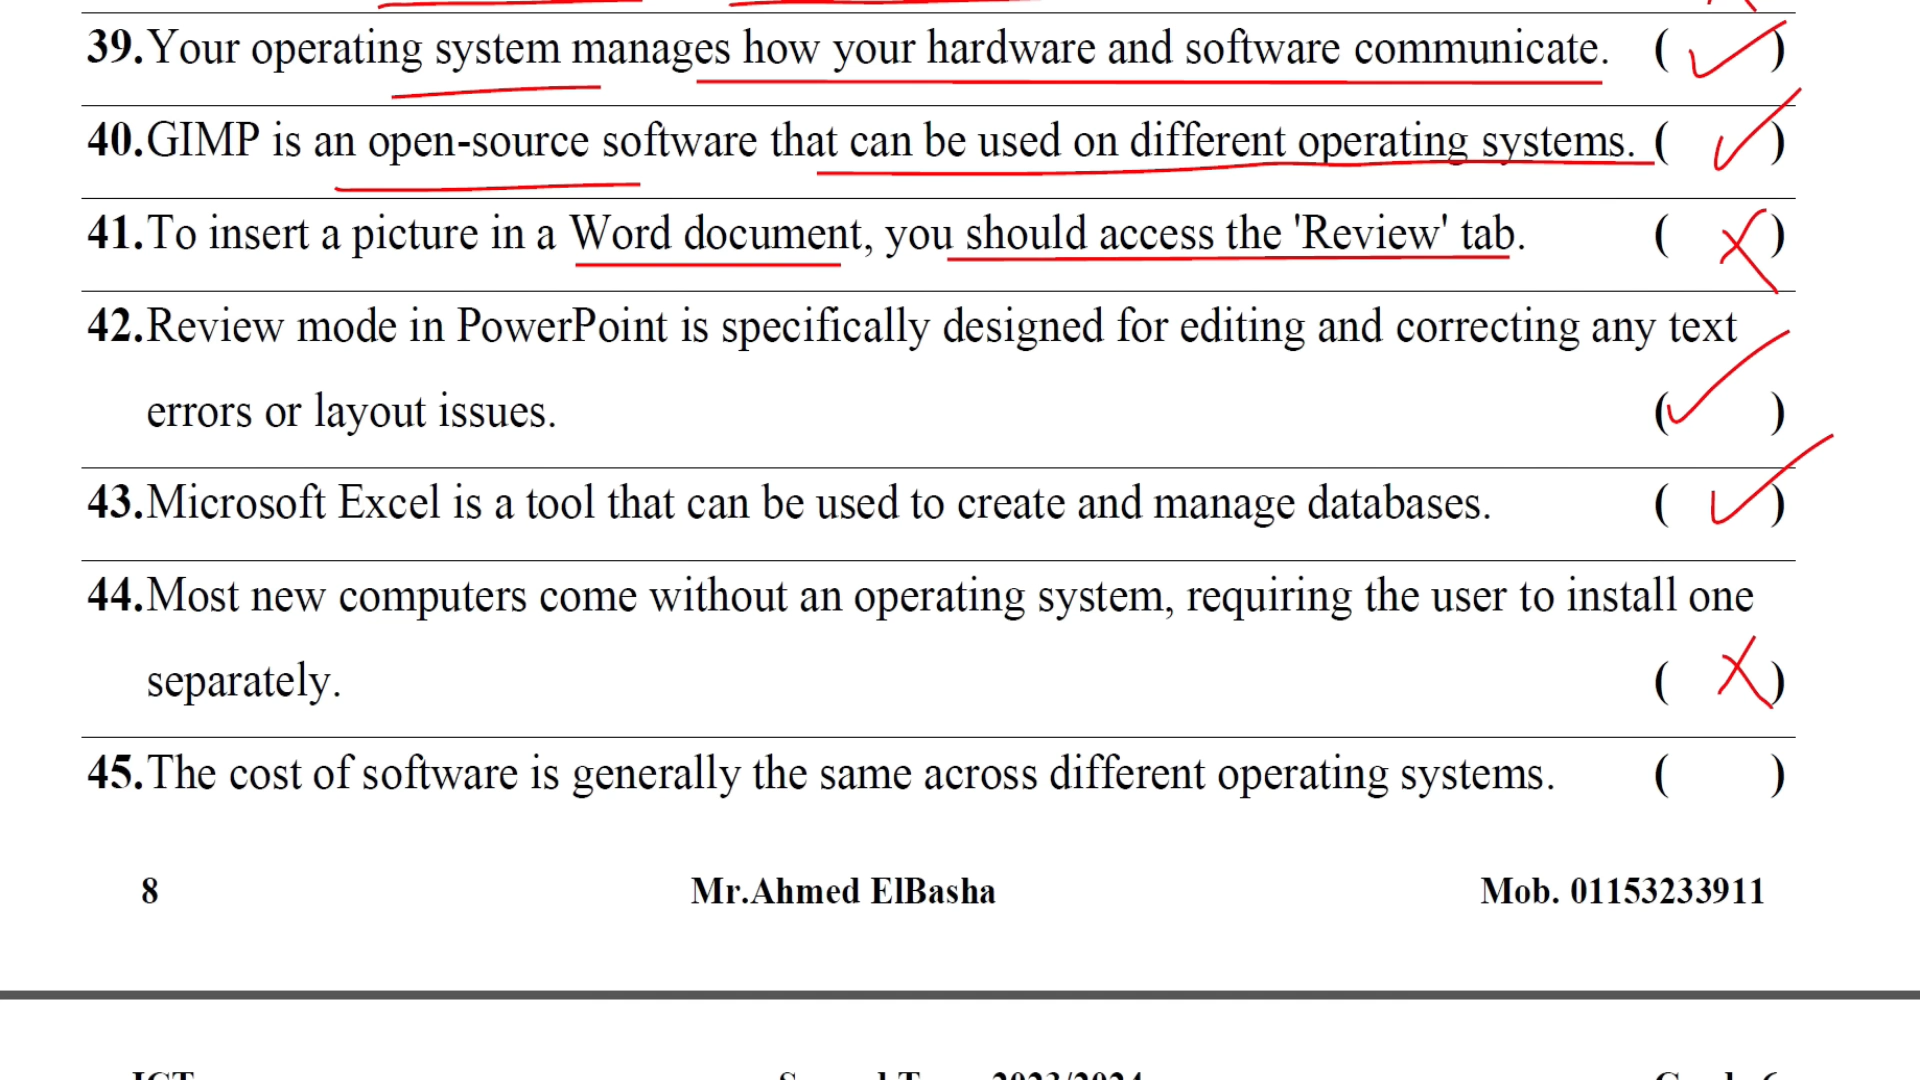 39. Your operating system manages how your hardware and software communicate. ( ✓ )
40. GIMP is an open-source software that can be used on different operating systems. ( ✓ )
41. To insert a picture in a Word document, you should access the 'Review' tab. ( ✗ )
42. Review mode in PowerPoint is specifically designed for editing and correcting any text
errors or layout issues. ( ✓ )
43. Microsoft Excel is a tool that can be used to create and manage databases. ( ✓ )
44. Most new computers come without an operating system, requiring the user to install one
separately. ( ✗ )
45. The cost of software is generally the same across different operating systems. ( )
8 Mr.Ahmed ElBasha Mob. 01153233911
ICT 2023/2024